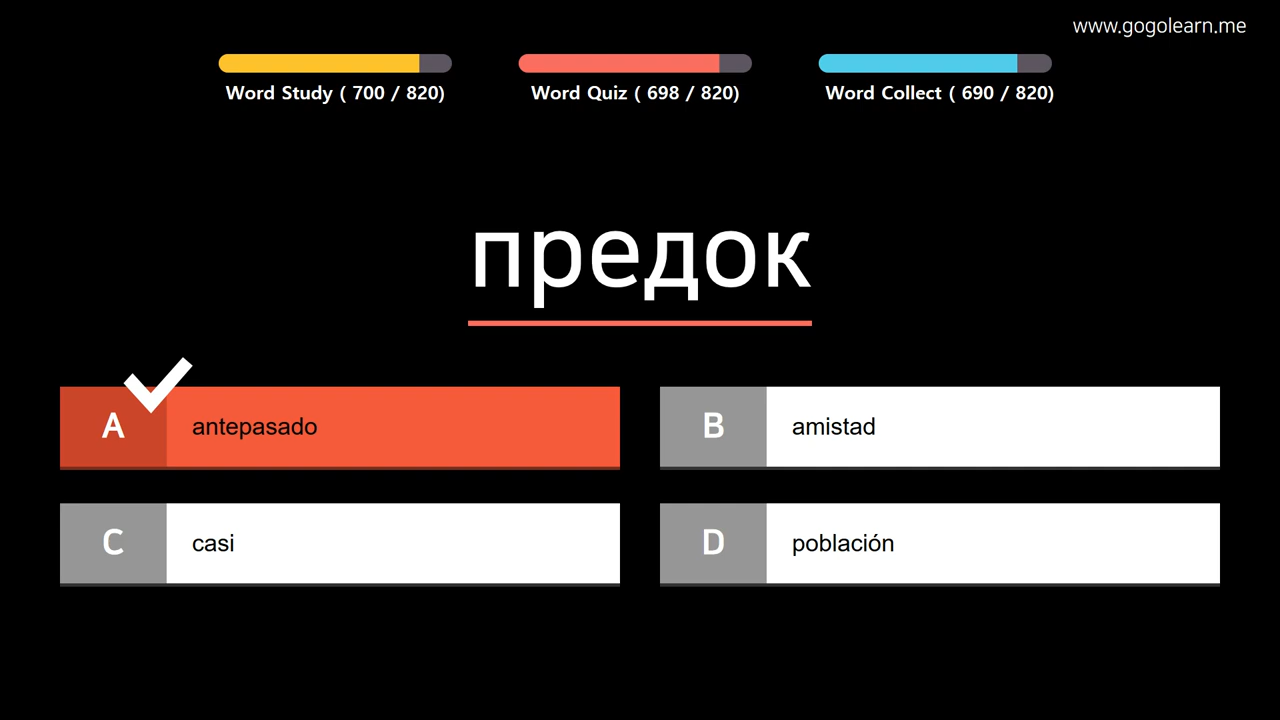 www.gogolearn.me
Word Study ( 700 / 820)
Word Quiz ( 698 / 820)
Word Collect ( 690 / 820)
предок
A antepasado
B amistad
C casi
D población